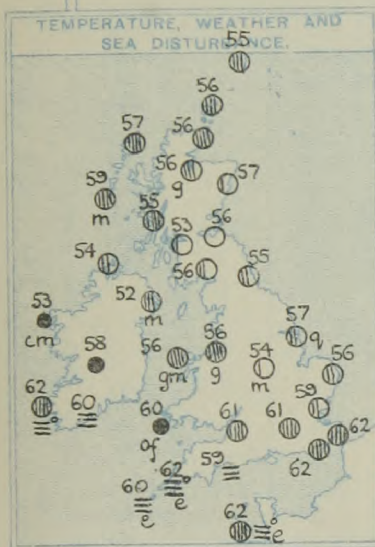 TEMPERATURE, WEATHER AND
SEA DISTURBANCE.
55
56
57 56
56
g 57
59
m 55
53 56
54 56 55
52
m
53
cm 57
q
58 56
gm 56
g 54
m 56
62 60 60
of 61 61 59
62
62
59
60
e 62
e
62 e